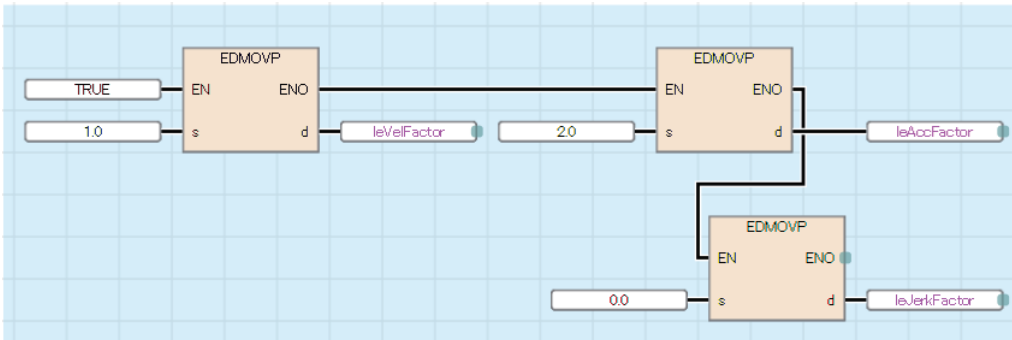 EDMOVP EDMOVP
TRUE EN ENO EN ENO
1.0 s d leVelFactor 2.0 s d leAccFactor
EDMOVP
EN ENO
0.0 s d leJerkFactor